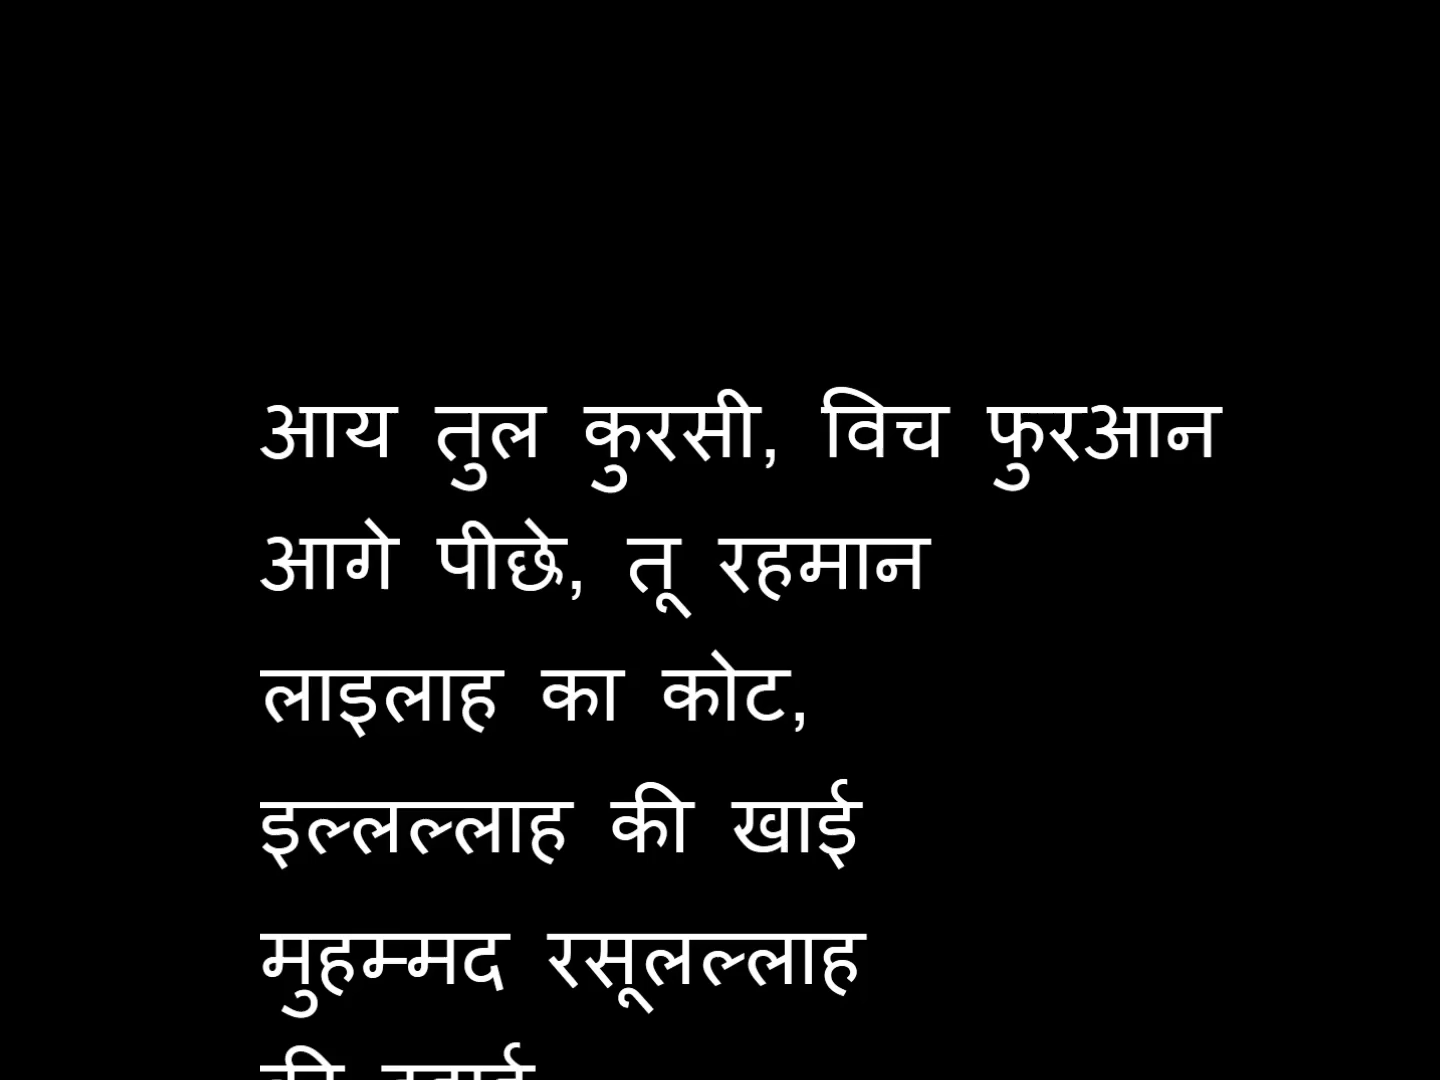 आय तुल कुरसी, विच फुरआन
आगे पीछे, तू रहमान
लाइलाह का कोट,
इल्लल्लाह की खाई
मुहम्मद रसूलल्लाह
की